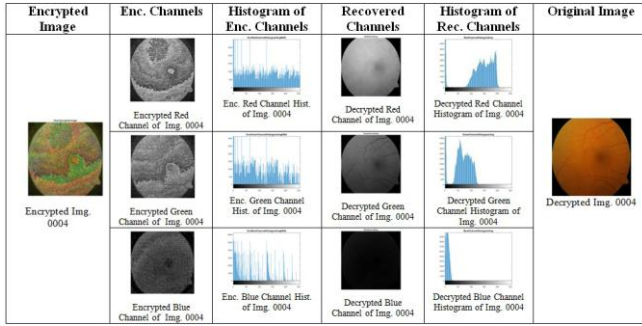 Encrypted
Image
Enc. Channels
Histogram of
Enc. Channels
Recovered
Channels
Histogram of
Rec. Channels
Original Image
Encrypted Img.
0004
Encrypted Red
Channel of Img. 0004
Enc. Red Channel Hist.
of Img. 0004
Decrypted Red
Channel of Img. 0004
Decrypted Red Channel
Histogram of Img. 0004
Encrypted Green
Channel of Img. 0004
Enc. Green Channel
Hist. of Img. 0004
Decrypted Green
Channel of Img. 0004
Decrypted Green
Channel Histogram of
Img. 0004
Encrypted Blue
Channel of Img. 0004
Enc. Blue Channel Hist.
of Img. 0004
Decrypted Blue
Channel of Img. 0004
Decrypted Blue Channel
Histogram of Img. 0004
Decrypted Img. 0004